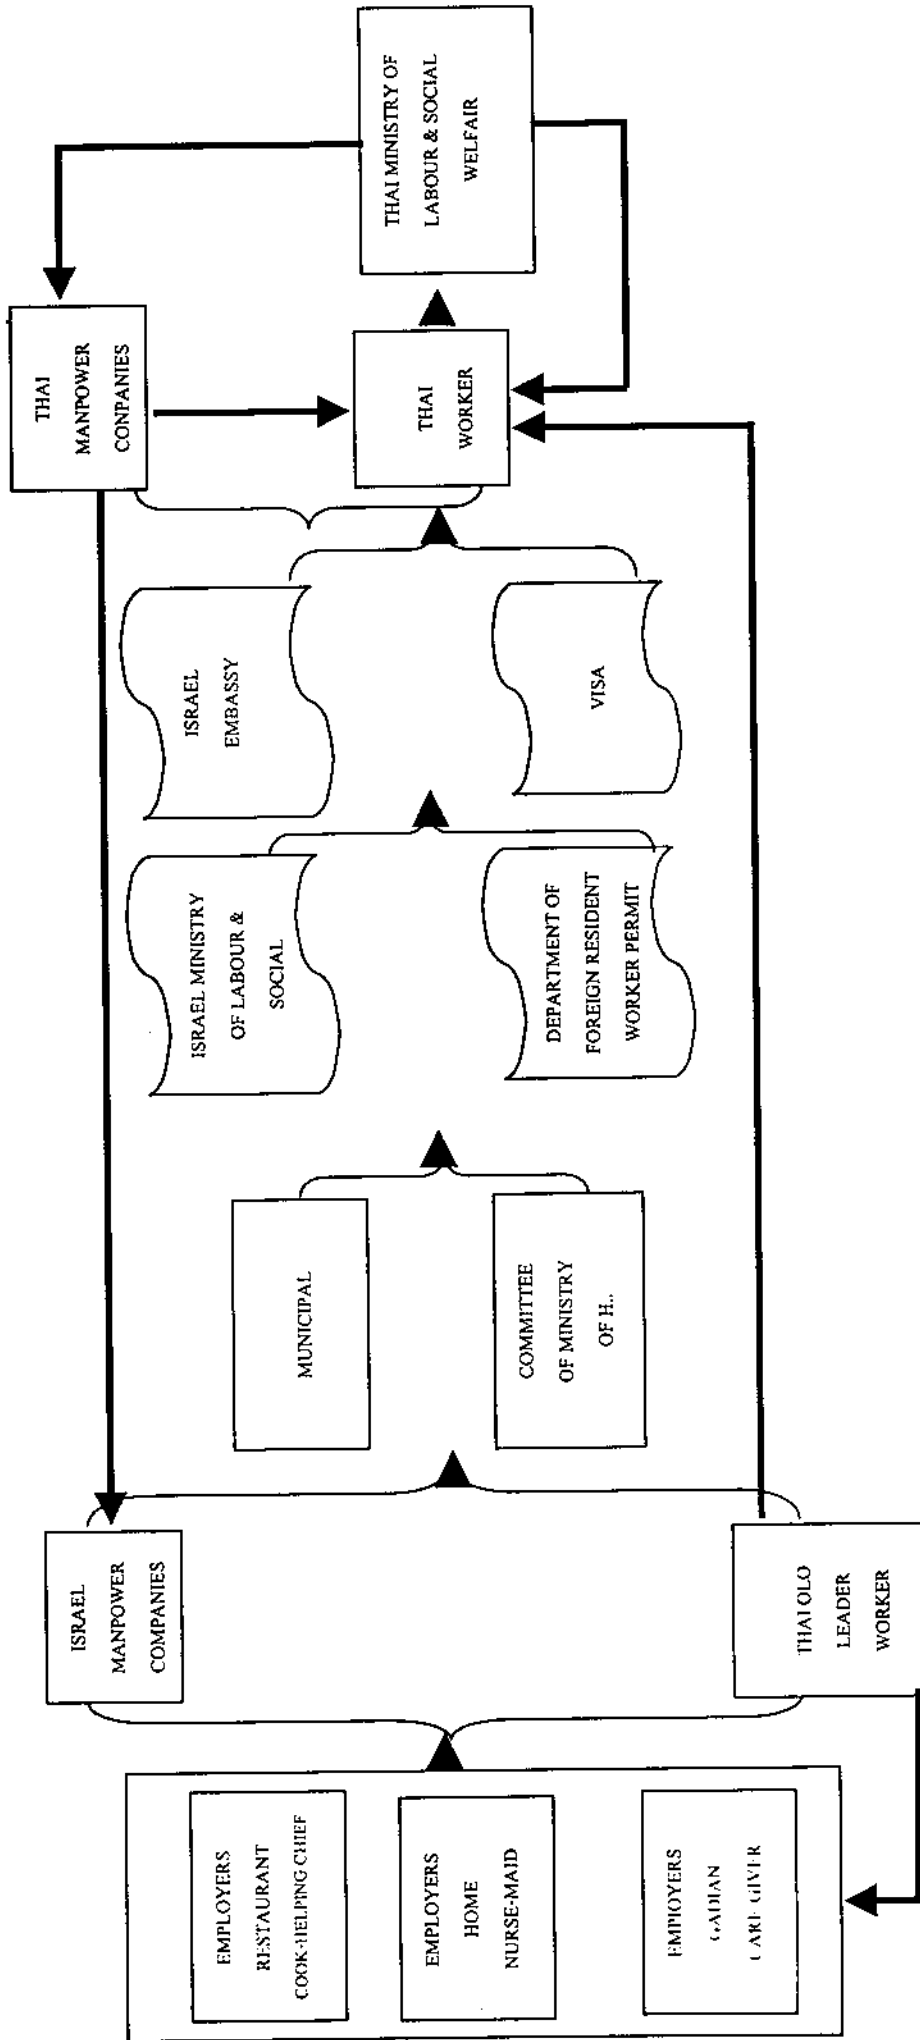 EMPLOYERS
RESTAURANT
COOK-HELPING CHIEF
EMPLOYERS
HOME
NURSE-MAID
EMPLOYERS
GADIAN
CARE GIVER
ISRAEL
MANPOWER
COMPANIES
THAI OLO
LEADER
WORKER
MUNICIPAL
COMMITTEE
OF MINISTRY
OF H..
ISRAEL MINISTRY
OF LABOUR &
SOCIAL
DEPARTMENT OF
FOREIGN RESIDENT
WORKER PERMIT
ISRAEL
EMBASSY
VISA
THAI
MANPOWER
CONPANIES
THAI
WORKER
THAI MINISTRY OF
LABOUR & SOCIAL
WELFAIR